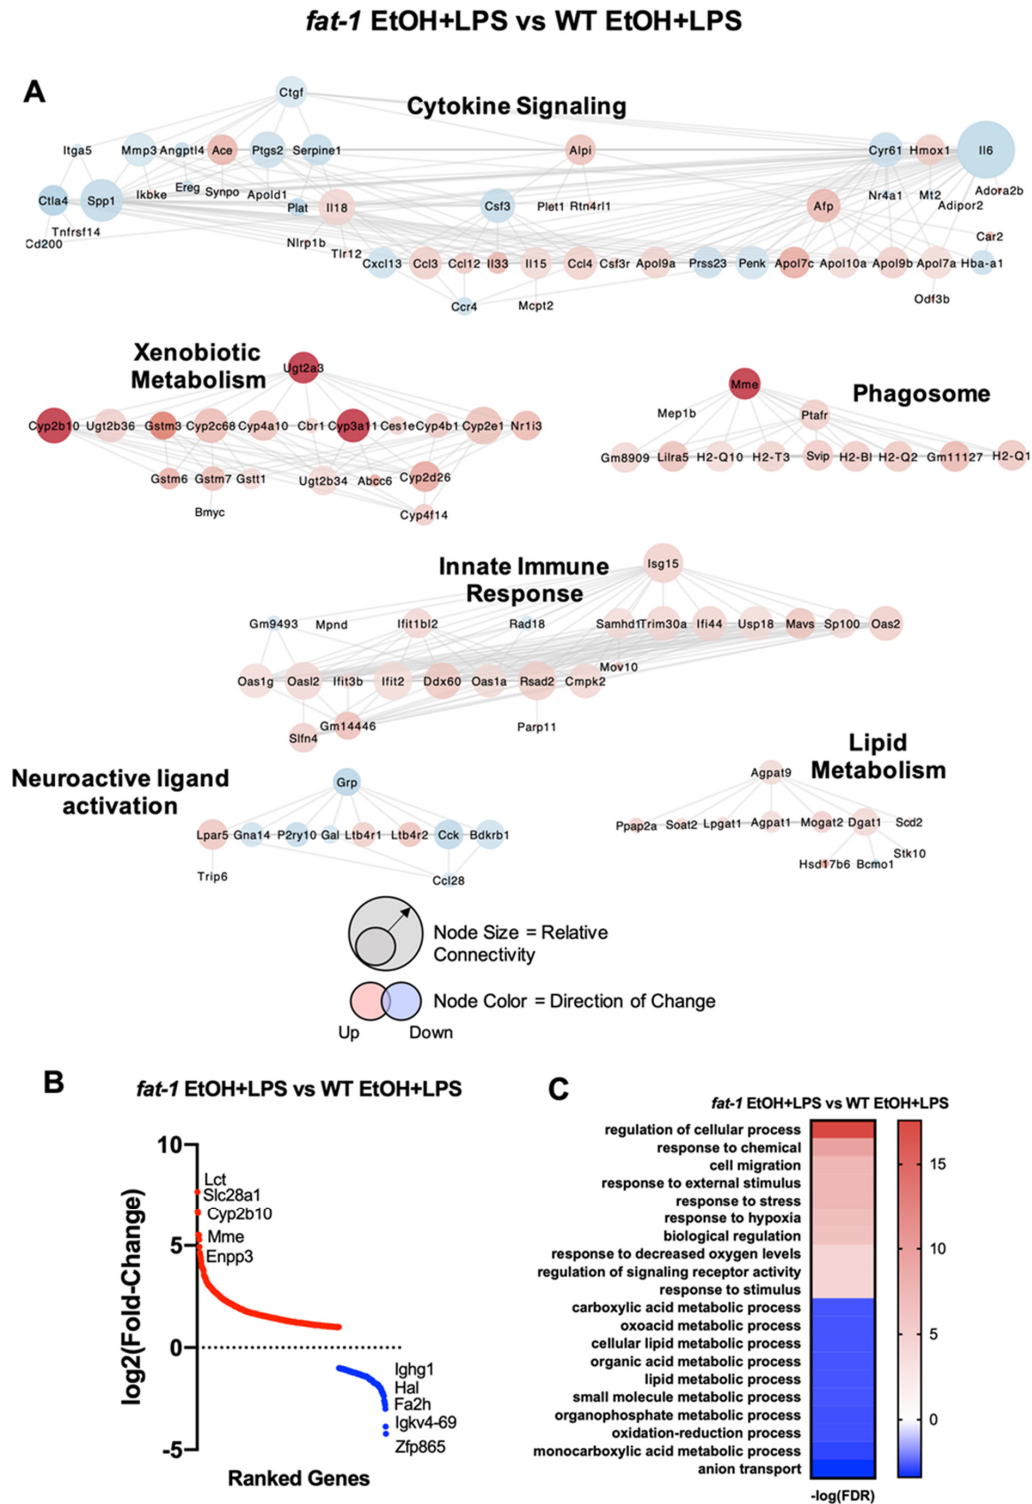 fat-1 EtOH+LPS vs WT EtOH+LPS
A
Ctgf
Cytokine Signaling
Itga5 Mmp3 Angptl4 Ace Ptgs2 Serpine1 Alpi Cyr61 Hmox1 Il6
Ikbke Ereg Synpo Apold1 Nr4a1 Mt2 Adora2b
Ctla4 Spp1 Plat Il18 Csf3 Plet1 Rtn4rl1 Afp Adipor2
Tnfrsf14
Cd200 Nlrp1b Car2
Tlr12
Cxcl13 Ccl3 Ccl12 Il33 Il15 Ccl4 Csf3r Apol9a Prss23 Penk Apol7c Apol10a Apol9b Apol7a Hba-a1
Ccr4 Mcpt2 Odf3b
Xenobiotic
Metabolism
Ugt2a3
Cyp2b10 Ugt2b36 Gstm3 Cyp2c68 Cyp4a10 Cbr1 Cyp3a11 Ces1e Cyp4b1 Cyp2e1 Nr1i3
Gstm6 Gstm7 Gstt1 Ugt2b34 Abcc6 Cyp2d26
Bmyc Cyp4f14
Mme
Phagosome
Mep1b Ptafr
Gm8909 Lilra5 H2-Q10 H2-T3 Svip H2-Bl H2-Q2 Gm11127 H2-Q1
Innate Immune
Response
Isg15
Gm9493 Mpnd Ifit1bl2 Rad18 Samhd1 Trim30a Ifi44 Usp18 Mavs Sp100 Oas2
Mov10
Oas1g Oasl2 Ifit3b Ifit2 Ddx60 Oas1a Rsad2 Cmpk2
Slfn4 Gm14446 Parp11
Neuroactive ligand
activation
Grp
Lpar5 Gna14 P2ry10 Gal Ltb4r1 Ltb4r2 Cck Bdkrb1
Trip6 Ccl28
Lipid
Metabolism
Agpat9
Ppap2a Soat2 Lpgat1 Agpat1 Mogat2 Dgat1 Scd2
Hsd17b6 Bcmo1 Stk10
Node Size = Relative
Connectivity
Node Color = Direction of Change
Up Down
B
fat-1 EtOH+LPS vs WT EtOH+LPS
log2(Fold-Change)
10
5
0
-5
Lct
Slc28a1
Cyp2b10
Mme
Enpp3
Ighg1
Hal
Fa2h
Igkv4-69
Zfp865
Ranked Genes
C
fat-1 EtOH+LPS vs WT EtOH+LPS
regulation of cellular process
response to chemical
cell migration
response to external stimulus
response to stress
response to hypoxia
biological regulation
response to decreased oxygen levels
regulation of signaling receptor activity
response to stimulus
carboxylic acid metabolic process
oxoacid metabolic process
cellular lipid metabolic process
organic acid metabolic process
lipid metabolic process
small molecule metabolic process
organophosphate metabolic process
oxidation-reduction process
monocarboxylic acid metabolic process
anion transport
15
10
5
0
-log(FDR)